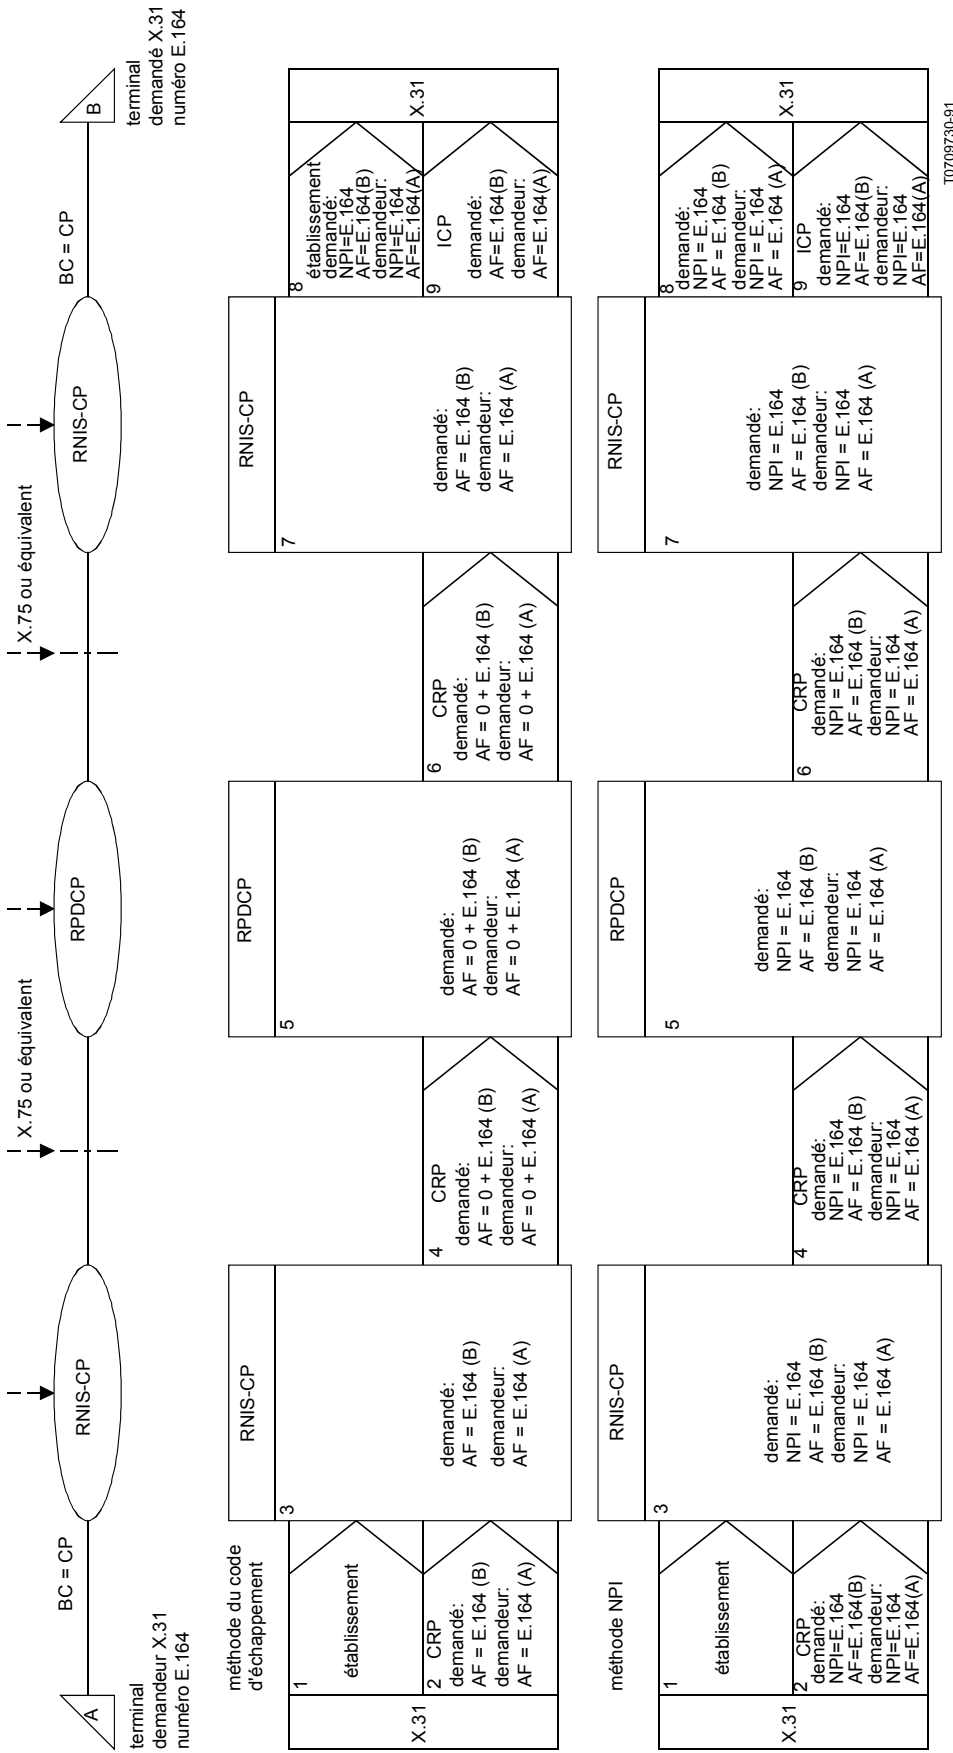 X.75 ou équivalent
X.75 ou équivalent
BC = CP
RNIS-CP
RPDCP
RNIS-CP
BC = CP
A
B
terminal
demandeur X.31
numéro E.164
terminal
demandé X.31
numéro E.164
méthode du code
d'échappement
X.31
1
établissement
2
CRP
demandé:
AF = E.164 (B)
demandeur:
AF = E.164 (A)
RNIS-CP
3
demandé:
AF = E.164 (B)
demandeur:
AF = E.164 (A)
4
CRP
demandé:
AF = 0 + E.164 (B)
demandeur:
AF = 0 + E.164 (A)
RPDCP
5
demandé:
AF = 0 + E.164 (B)
demandeur:
AF = 0 + E.164 (A)
6
CRP
demandé:
AF = 0 + E.164 (B)
demandeur:
AF = 0 + E.164 (A)
RNIS-CP
7
demandé:
AF = E.164 (B)
demandeur:
AF = E.164 (A)
8
établissement
demandé:
NPI=E.164
AF=E.164(B)
demandeur:
NPI=E.164
AF=E.164(A)
9
ICP
demandé:
AF=E.164(B)
demandeur:
AF=E.164(A)
X.31
méthode NPI
X.31
1
établissement
2
CRP
demandé:
NPI=E.164
AF=E.164(B)
demandeur:
NPI=E.164
AF=E.164(A)
RNIS-CP
3
demandé:
NPI = E.164
AF = E.164 (B)
demandeur:
NPI = E.164
AF = E.164 (A)
4
CRP
demandé:
NPI = E.164
AF = E.164 (B)
demandeur:
NPI = E.164
AF = E.164 (A)
RPDCP
5
demandé:
NPI = E.164
AF = E.164 (B)
demandeur:
NPI = E.164
AF = E.164 (A)
6
CRP
demandé:
NPI = E.164
AF = E.164 (B)
demandeur:
NPI = E.164
AF = E.164 (A)
RNIS-CP
7
demandé:
NPI = E.164
AF = E.164 (B)
demandeur:
NPI = E.164
AF = E.164 (A)
8
demandé:
NPI = E.164
AF = E.164 (B)
demandeur:
NPI = E.164
AF = E.164 (A)
9
ICP
demandé:
NPI=E.164
AF=E.164(B)
demandeur:
NPI=E.164
AF=E.164(A)
X.31
T0709730-91